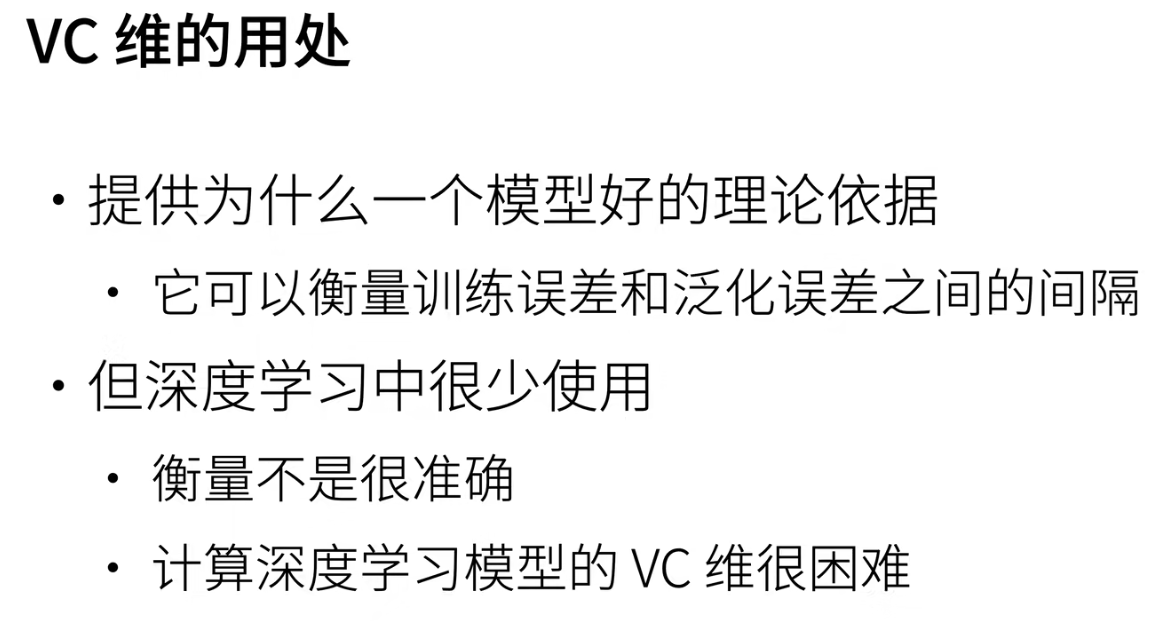 VC 维的用处
• 提供为什么一个模型好的理论依据
• 它可以衡量训练误差和泛化误差之间的间隔
• 但深度学习中很少使用
• 衡量不是很准确
• 计算深度学习模型的 VC 维很困难